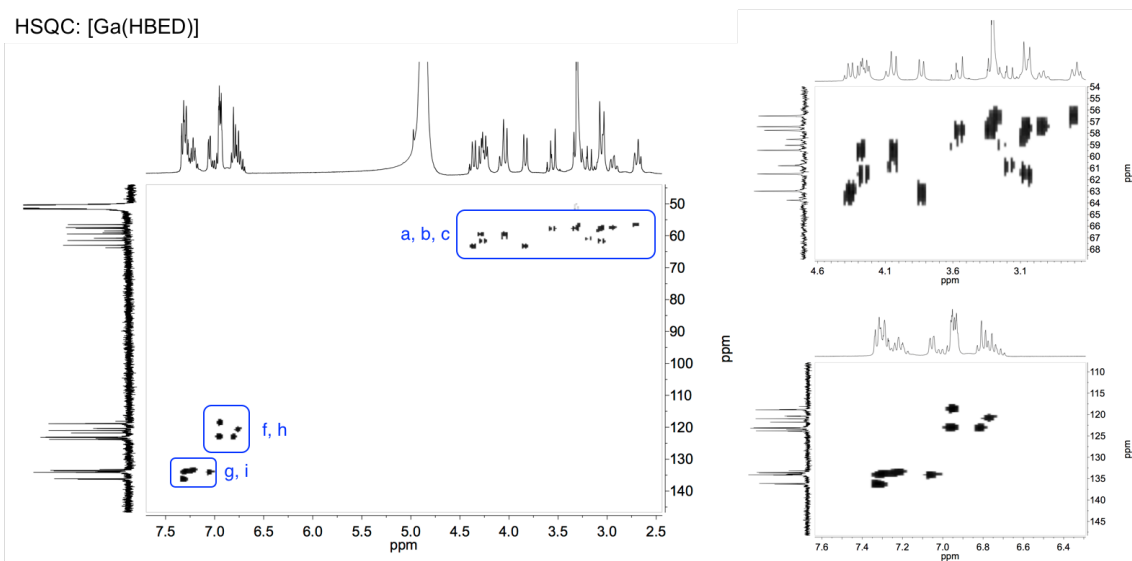 HSQC: [Ga(HBED)]
a, b, c
f, h
g, i
50
60
70
80
90
100
110
120
130
140
ppm
7.5 7.0 6.5 6.0 5.5 5.0 4.5 4.0 3.5 3.0 2.5
ppm
54
55
56
57
58
59
60
61
62
63
64
65
66
67
68
ppm
4.6 4.1 3.6 3.1
ppm
110
115
120
125
130
135
140
145
ppm
7.6 7.4 7.2 7.0 6.8 6.6 6.4
ppm